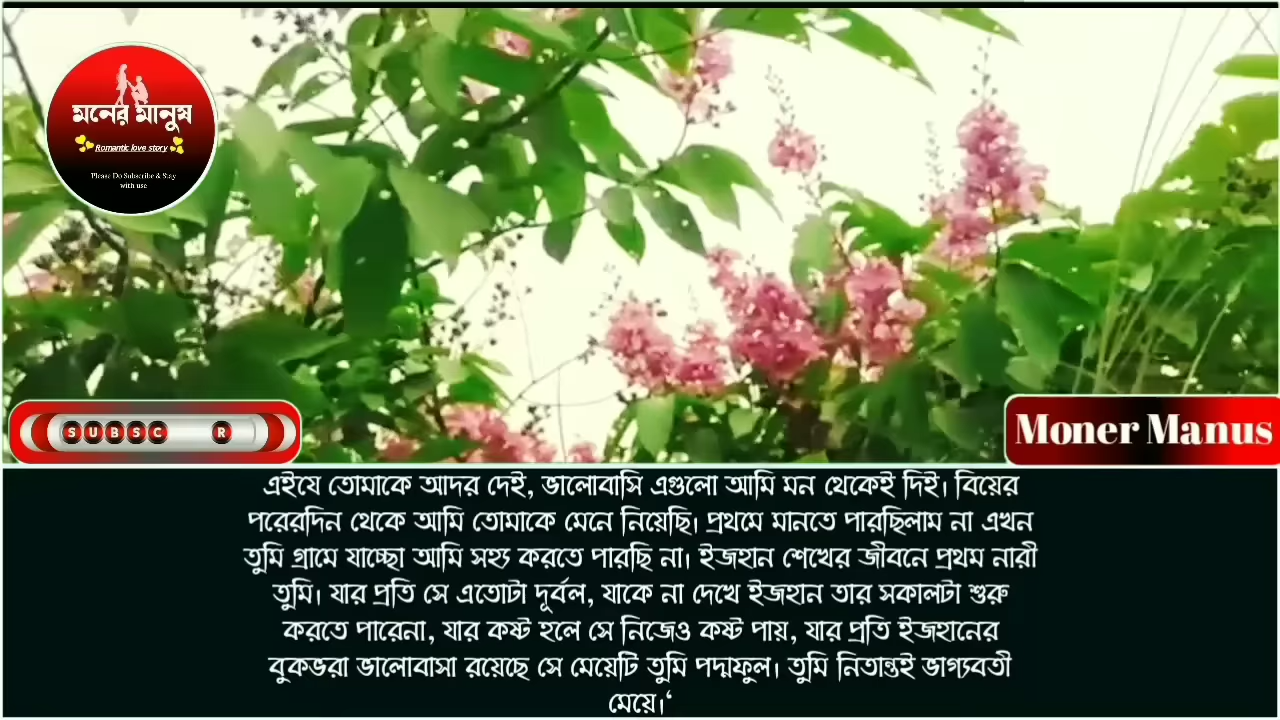 মনের মানুষ
Romantic love story
Please Do Subscribe & Stay
with use
SUBSC R
Moner Manus
এইযে তোমাকে আদর দেই, ভালোবাসি এগুলো আমি মন থেকেই দিই। বিয়ের
পরেরদিন থেকে আমি তোমাকে মেনে নিয়েছি। প্রথমে মানতে পারছিলাম না এখন
তুমি গ্রামে যাচ্ছো আমি সহ্য করতে পারছি না। ইজহান শেখের জীবনে প্রথম নারী
তুমি। যার প্রতি সে এতোটা দূর্বল, যাকে না দেখে ইজহান তার সকালটা শুরু
করতে পারেনা, যার কষ্ট হলে সে নিজেও কষ্ট পায়, যার প্রতি ইজহানের
বুকভরা ভালোবাসা রয়েছে সে মেয়েটি তুমি পদ্মফুল। তুমি নিতান্তই ভাগ্যবতী
মেয়ে।‘